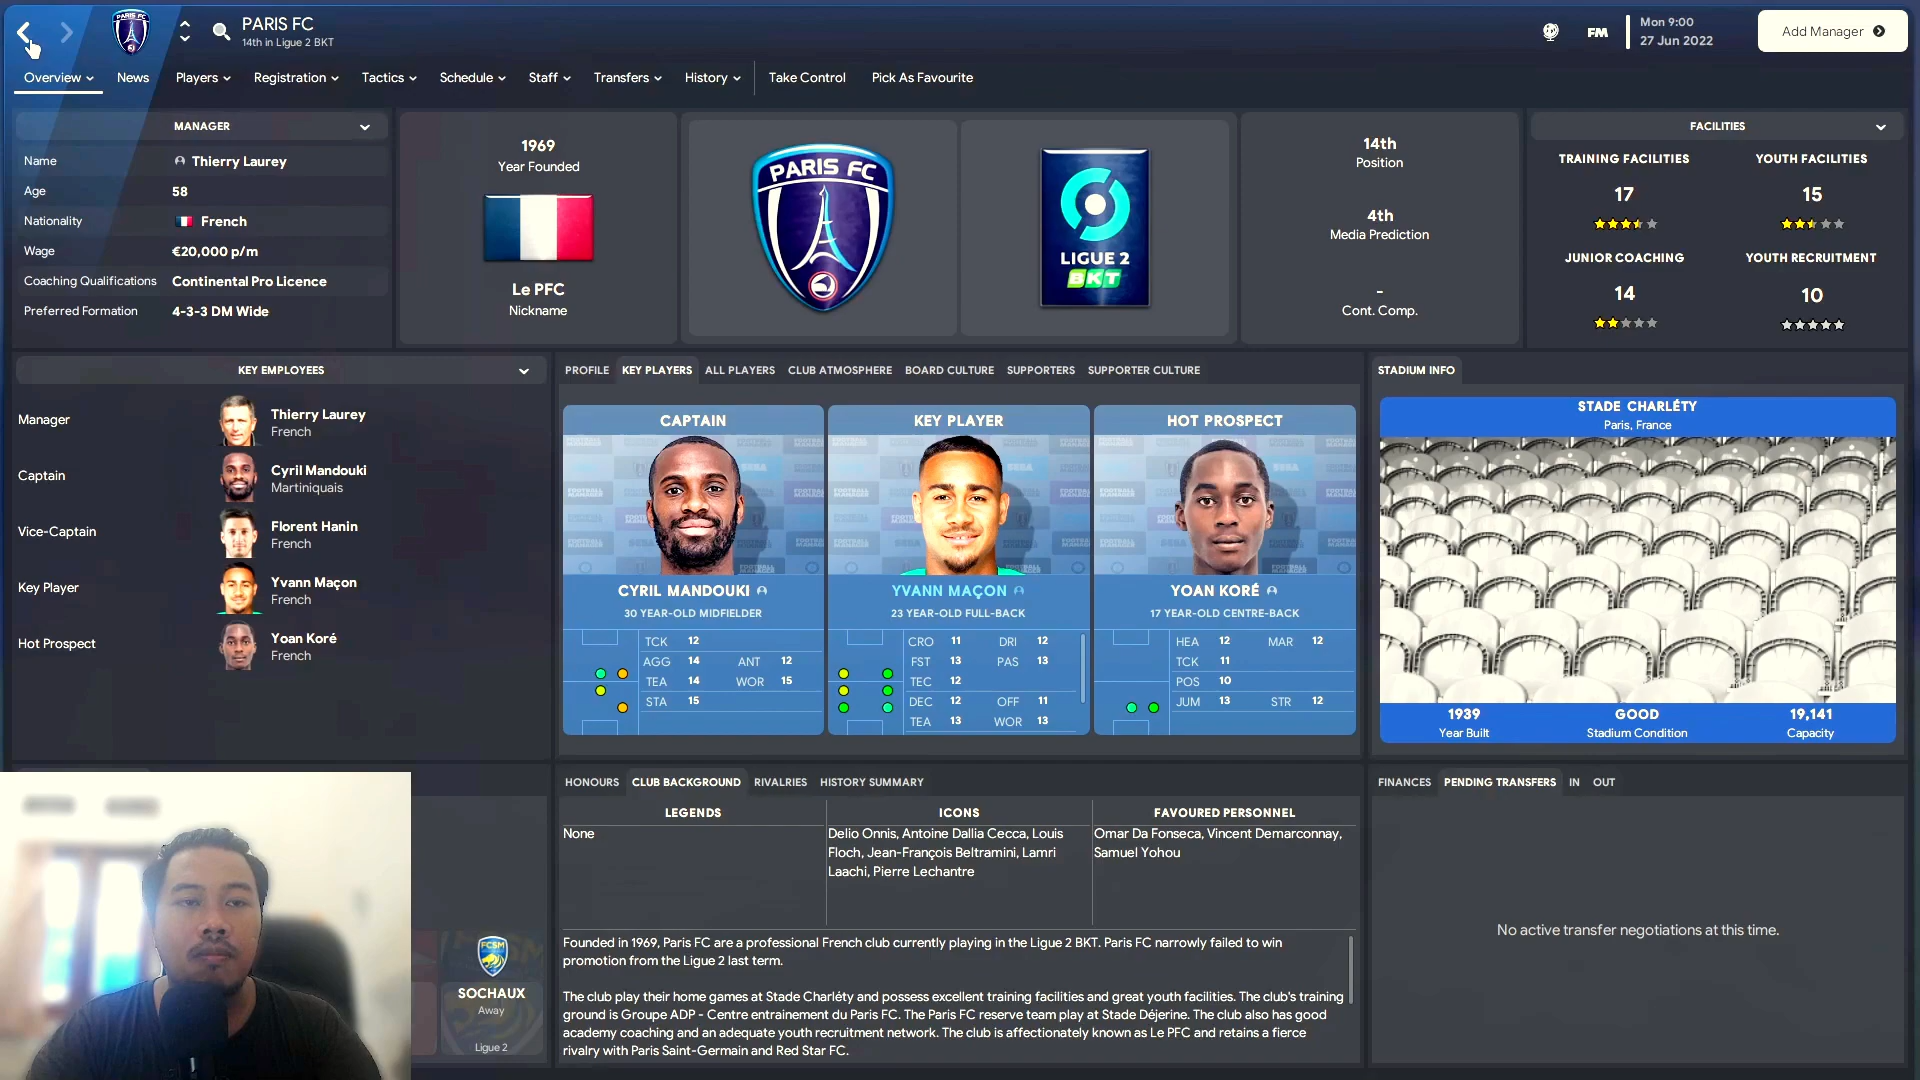 PARIS FC
14th in Ligue 2 BKT
FM
Mon 9:00
27 Jun 2022
Add Manager
Overview
News
Players
Registration
Tactics
Schedule
Staff
Transfers
History
Take Control
Pick As Favourite
MANAGER
Name Thierry Laurey
Age 58
Nationality French
Wage €20,000 p/m
Coaching Qualifications Continental Pro Licence
Preferred Formation 4-3-3 DM Wide
1969
Year Founded
Le PFC
Nickname
PARIS FC
LIGUE 2
BKT
14th
Position
4th
Media Prediction
-
Cont. Comp.
FACILITIES
TRAINING FACILITIES
17
YOUTH FACILITIES
15
JUNIOR COACHING
14
YOUTH RECRUITMENT
10
KEY EMPLOYEES
Manager
Thierry Laurey
French
Captain
Cyril Mandouki
Martiniquais
Vice-Captain
Florent Hanin
French
Key Player
Yvann Maçon
French
Hot Prospect
Yoan Koré
French
PROFILE
KEY PLAYERS
ALL PLAYERS
CLUB ATMOSPHERE
BOARD CULTURE
SUPPORTERS
SUPPORTER CULTURE
CAPTAIN
CYRIL MANDOUKI
30 YEAR-OLD MIDFIELDER
TCK 12
AGG 14 ANT 12
TEA 14 WOR 15
STA 15
KEY PLAYER
YVANN MAÇON
23 YEAR-OLD FULL-BACK
CRO 11 DRI 12
FST 13 PAS 13
TEC 12
DEC 12 OFF 11
TEA 13 WOR 13
HOT PROSPECT
YOAN KORÉ
17 YEAR-OLD CENTRE-BACK
HEA 12 MAR 12
TCK 11
POS 10
JUM 13 STR 12
STADIUM INFO
STADE CHARLÉTY
Paris, France
1939
Year Built
GOOD
Stadium Condition
19,141
Capacity
FCSM
SOCHAUX
Away
Ligue 2
HONOURS
CLUB BACKGROUND
RIVALRIES
HISTORY SUMMARY
LEGENDS
None
ICONS
Delio Onnis, Antoine Dallia Cecca, Louis
Floch, Jean-François Beltramini, Lamri
Laachi, Pierre Lechantre
FAVOURED PERSONNEL
Omar Da Fonseca, Vincent Demarconnay,
Samuel Yohou
Founded in 1969, Paris FC are a professional French club currently playing in the Ligue 2 BKT. Paris FC narrowly failed to win
promotion from the Ligue 2 last term.
The club play their home games at Stade Charléty and possess excellent training facilities and great youth facilities. The club's training
ground is Groupe ADP - Centre entrainement du Paris FC. The Paris FC reserve team play at Stade Déjerine. The club also has good
academy coaching and an adequate youth recruitment network. The club is affectionately known as Le PFC and retains a fierce
rivalry with Paris Saint-Germain and Red Star FC.
FINANCES
PENDING TRANSFERS
IN
OUT
No active transfer negotiations at this time.